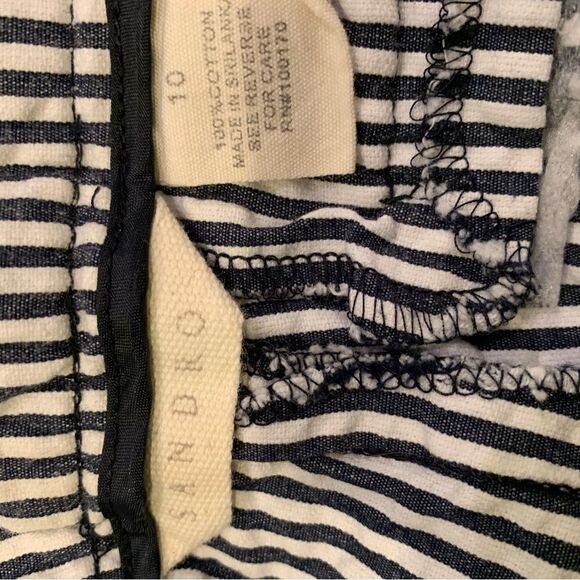 10
100% COTTON
MADE IN SRI LANKA
SEE REVERSE
FOR CARE
RN#100170
SANDRO